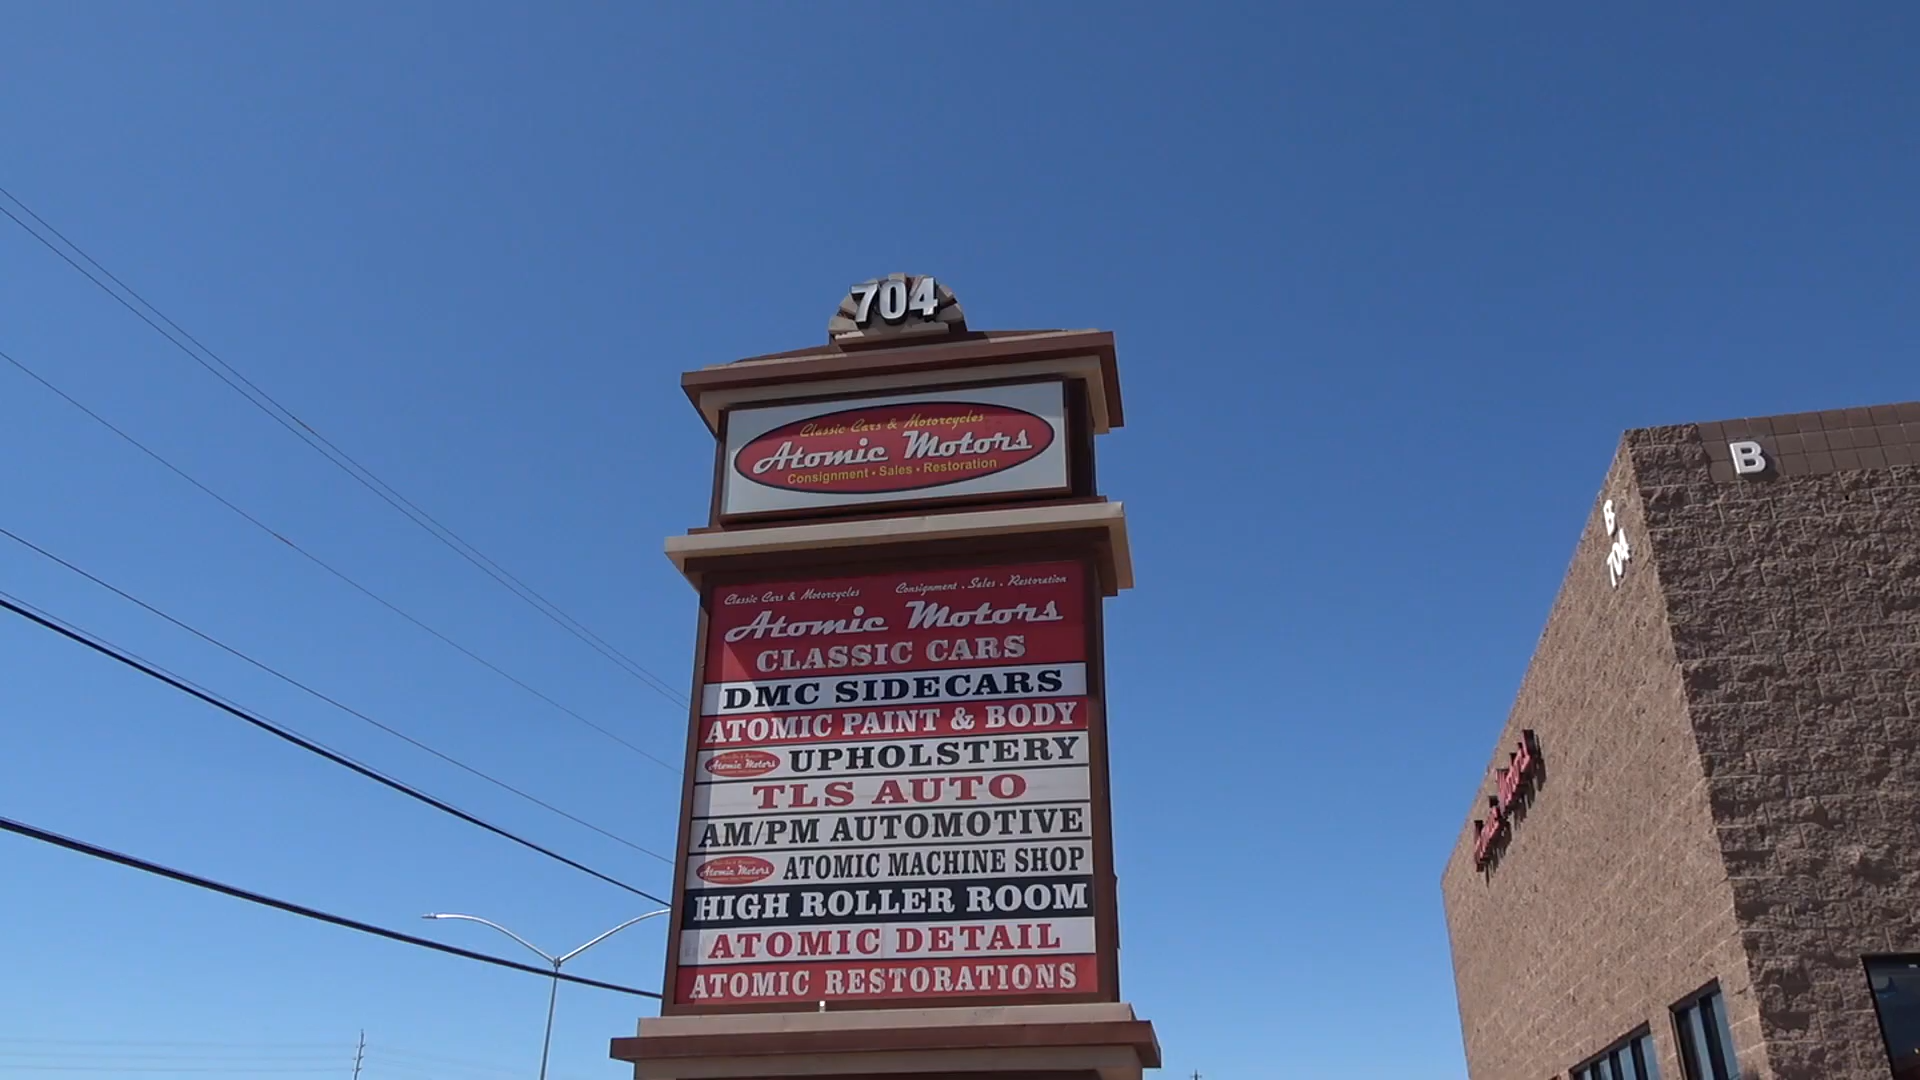 704
Classic Cars & Motorcycles
Atomic Motors
Consignment • Sales • Restoration
Classic Cars & Motorcycles Consignment . Sales . Restoration
Atomic Motors
CLASSIC CARS
DMC SIDECARS
ATOMIC PAINT & BODY
Atomic Motors UPHOLSTERY
TLS AUTO
AM/PM AUTOMOTIVE
Atomic Motors ATOMIC MACHINE SHOP
HIGH ROLLER ROOM
ATOMIC DETAIL
ATOMIC RESTORATIONS
B
B
704
Atomic Motors